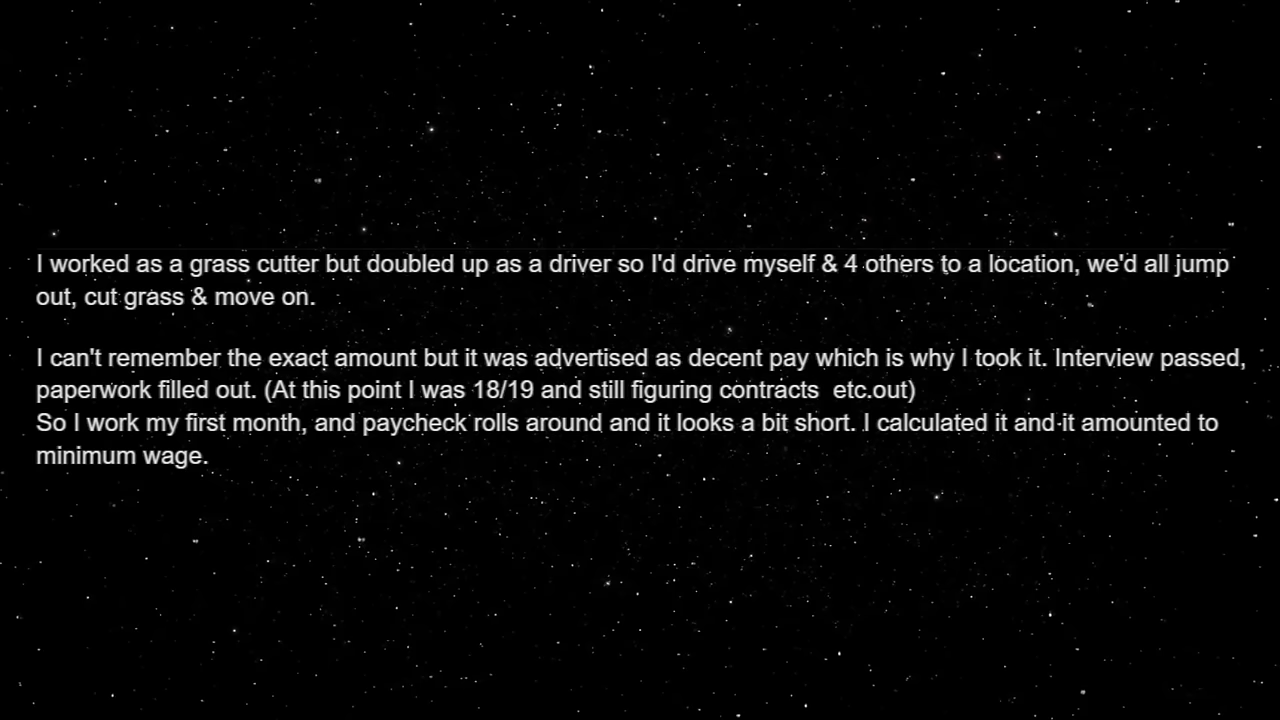 I worked as a grass cutter but doubled up as a driver so I'd drive myself & 4 others to a location, we'd all jump
out, cut grass & move on.
I can't remember the exact amount but it was advertised as decent pay which is why I took it. Interview passed,
paperwork filled out. (At this point I was 18/19 and still figuring contracts  etc.out)
So I work my first month, and paycheck rolls around and it looks a bit short. I calculated it and it amounted to
minimum wage.